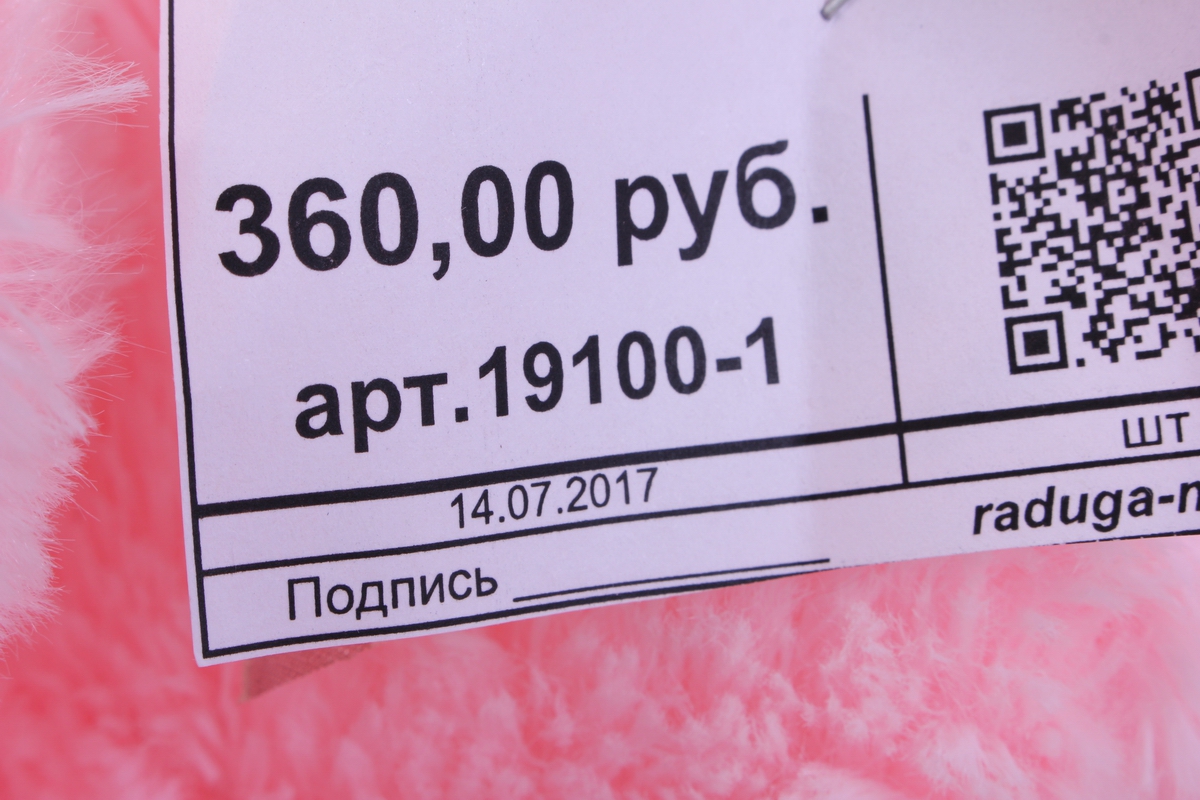 360,00 руб.
арт.19100-1
шт
14.07.2017
raduga-
Подпись